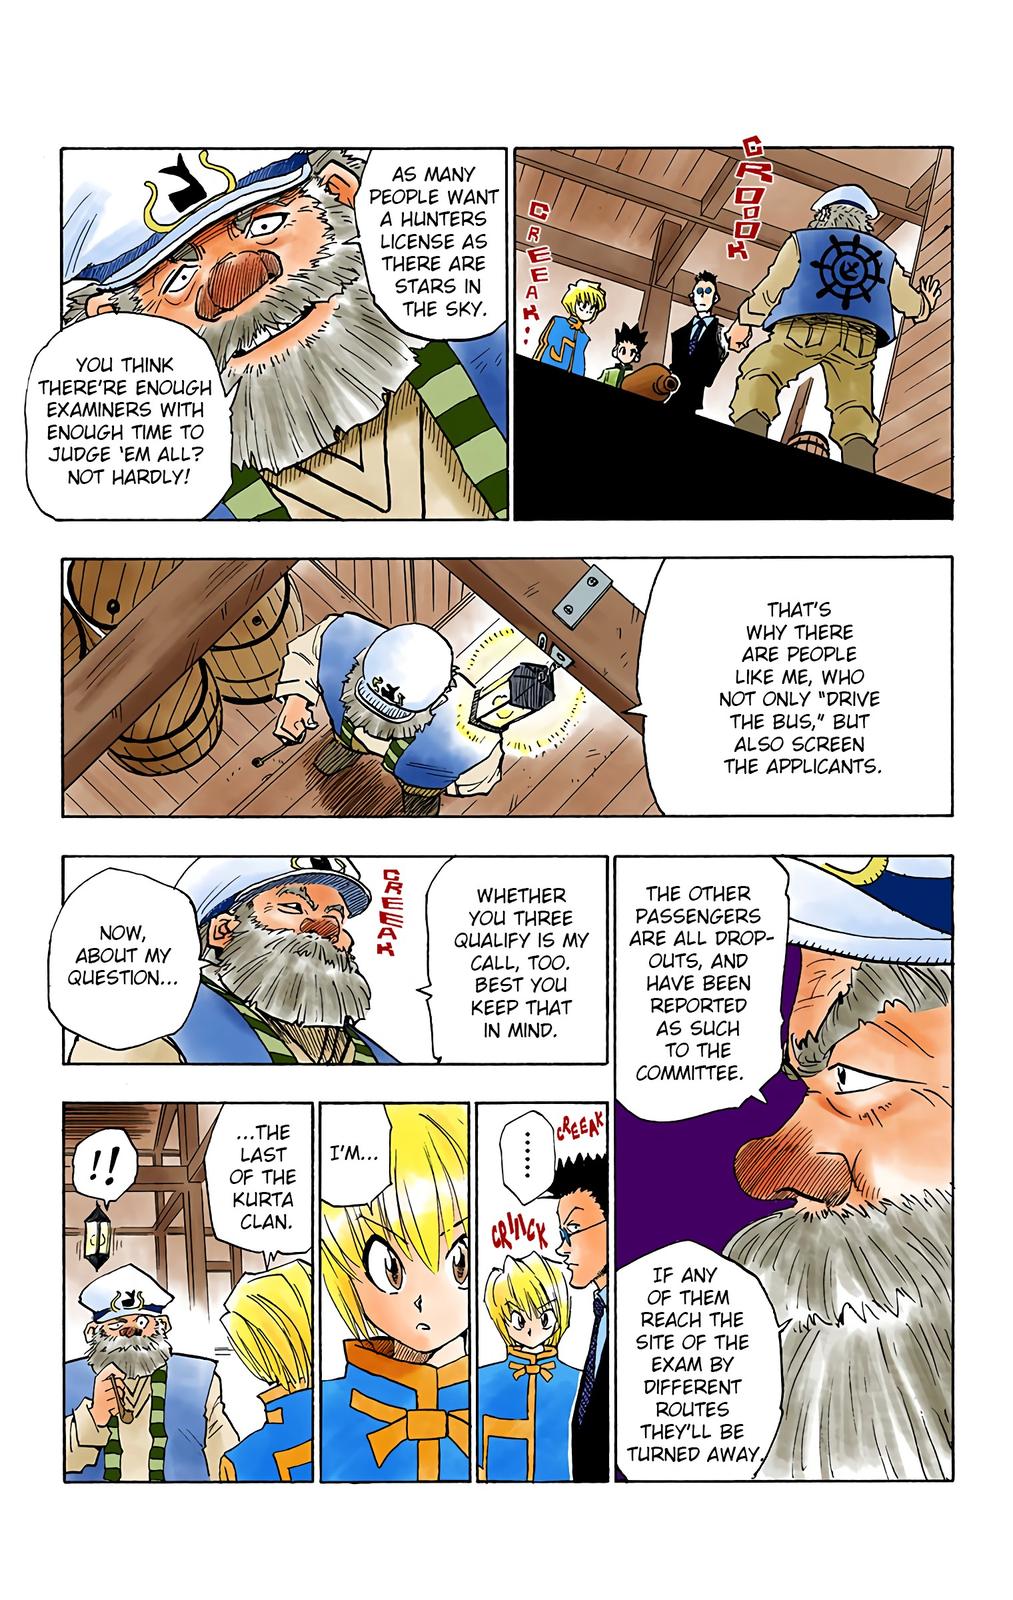 CROOOK
CREEAK!
AS MANY
PEOPLE WANT
A HUNTERS
LICENSE AS
THERE ARE
STARS IN
THE SKY.
YOU THINK
THERE'RE ENOUGH
EXAMINERS WITH
ENOUGH TIME TO
JUDGE 'EM ALL?
NOT HARDLY!
THAT'S
WHY THERE
ARE PEOPLE
LIKE ME, WHO
NOT ONLY “DRIVE
THE BUS,” BUT
ALSO SCREEN
THE APPLICANTS.
THE OTHER
PASSENGERS
ARE ALL DROP-
OUTS, AND
HAVE BEEN
REPORTED
AS SUCH
TO THE
COMMITTEE.
IF ANY
OF THEM
REACH THE
SITE OF THE
EXAM BY
DIFFERENT
ROUTES
THEY'LL BE
TURNED AWAY.
WHETHER
YOU THREE
QUALIFY IS MY
CALL, TOO.
BEST YOU
KEEP THAT
IN MIND.
CREEAK
NOW,
ABOUT MY
QUESTION...
CREEAK
........
CRIIICK
I'M...
...THE
LAST
OF THE
KURTA
CLAN.
!!